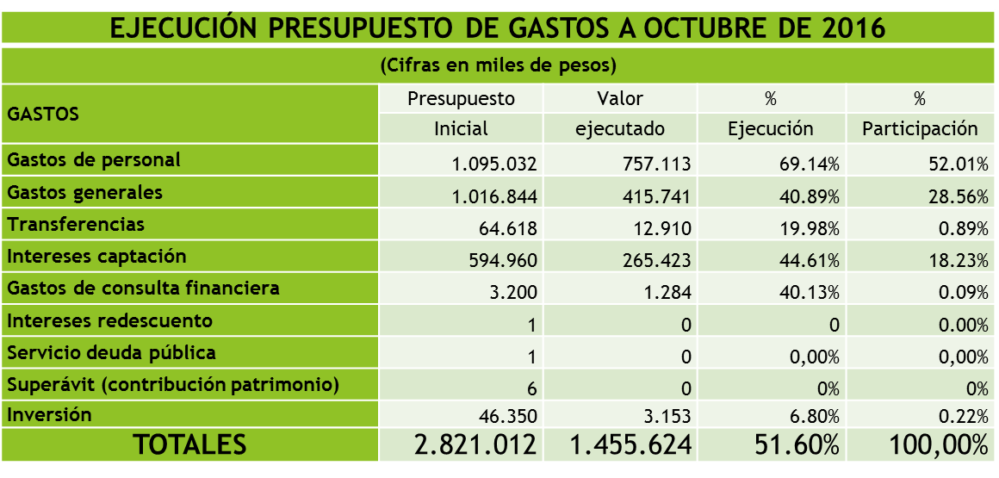 EJECUCIÓN PRESUPUESTO DE GASTOS A OCTUBRE DE 2016
(Cifras en miles de pesos)
GASTOS Presupuesto Inicial Valor ejecutado % Ejecución % Participación
Gastos de personal 1.095.032 757.113 69.14% 52.01%
Gastos generales 1.016.844 415.741 40.89% 28.56%
Transferencias 64.618 12.910 19.98% 0.89%
Intereses captación 594.960 265.423 44.61% 18.23%
Gastos de consulta financiera 3.200 1.284 40.13% 0.09%
Intereses redescuento 1 0 0 0.00%
Servicio deuda pública 1 0 0,00% 0,00%
Superávit (contribución patrimonio) 6 0 0% 0%
Inversión 46.350 3.153 6.80% 0.22%
TOTALES 2.821.012 1.455.624 51.60% 100,00%